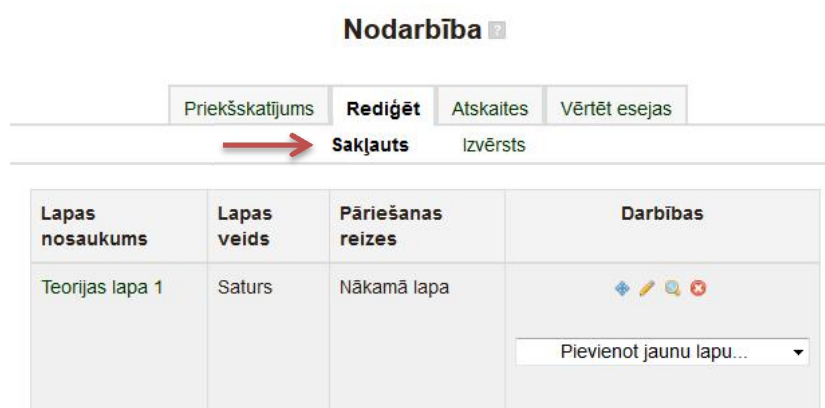 Nodarbība ?
Priekšskatījums Rediģēt Atskaites Vērtēt esejas
Sakļauts Izvērsts
Lapas nosaukums Lapas veids Pāriešanas reizes Darbības
Teorijas lapa 1 Saturs Nākamā lapa
Pievienot jaunu lapu...